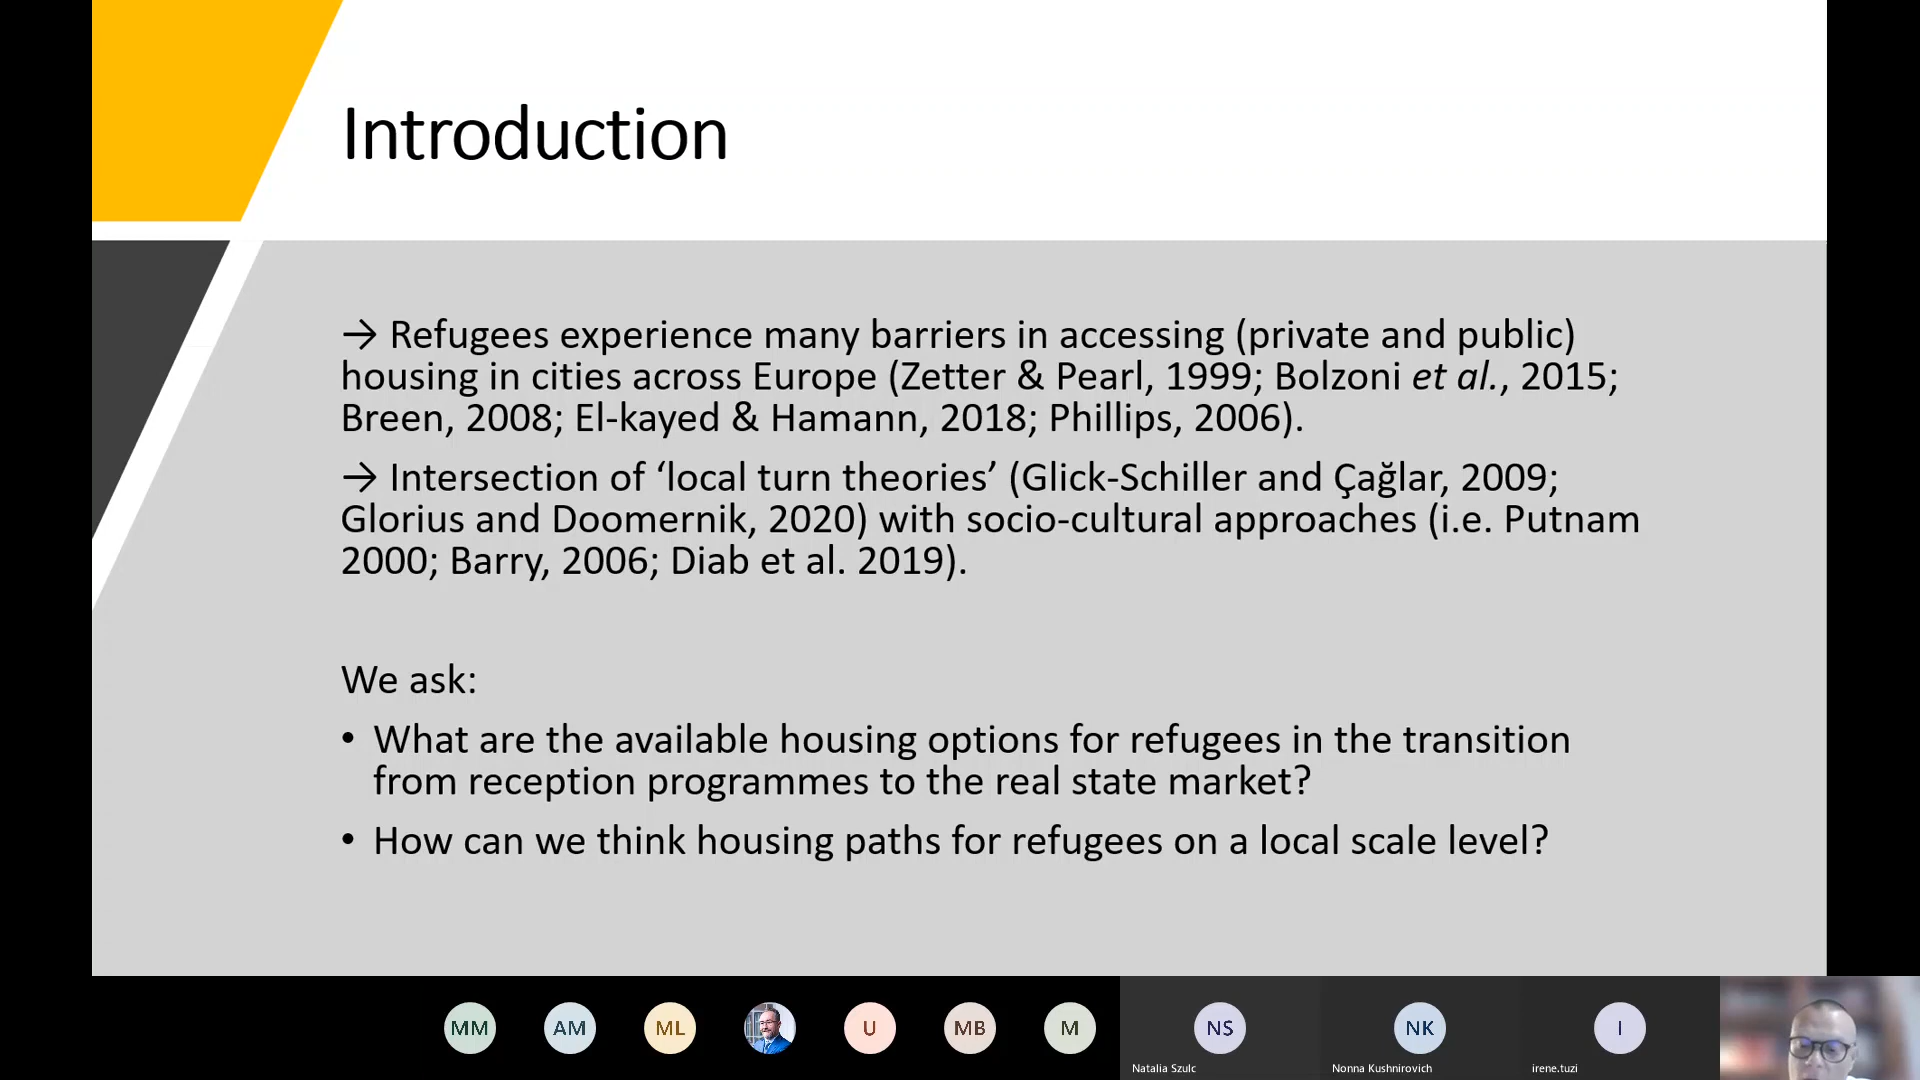 Introduction
→ Refugees experience many barriers in accessing (private and public)
housing in cities across Europe (Zetter & Pearl, 1999; Bolzoni et al., 2015;
Breen, 2008; El-kayed & Hamann, 2018; Phillips, 2006).
→ Intersection of ‘local turn theories’ (Glick-Schiller and Çağlar, 2009;
Glorius and Doomernik, 2020) with socio-cultural approaches (i.e. Putnam
2000; Barry, 2006; Diab et al. 2019).
We ask:
• What are the available housing options for refugees in the transition
from reception programmes to the real state market?
• How can we think housing paths for refugees on a local scale level?
MM AM ML U MB M NS NK I
Natalia Szulc Nonna Kushnirovich irene.tuzi